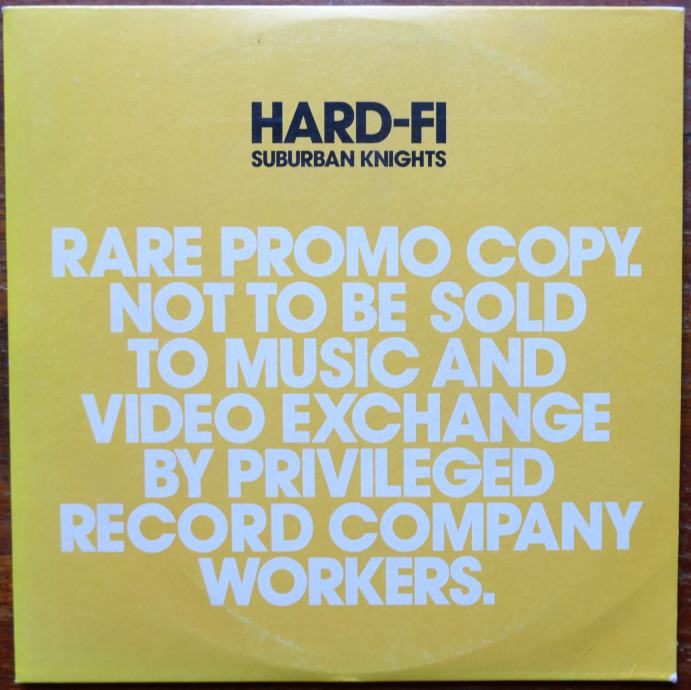 HARD-FI
SUBURBAN KNIGHTS
RARE PROMO COPY.
NOT TO BE SOLD
TO MUSIC AND
VIDEO EXCHANGE
BY PRIVILEGED
RECORD COMPANY
WORKERS.